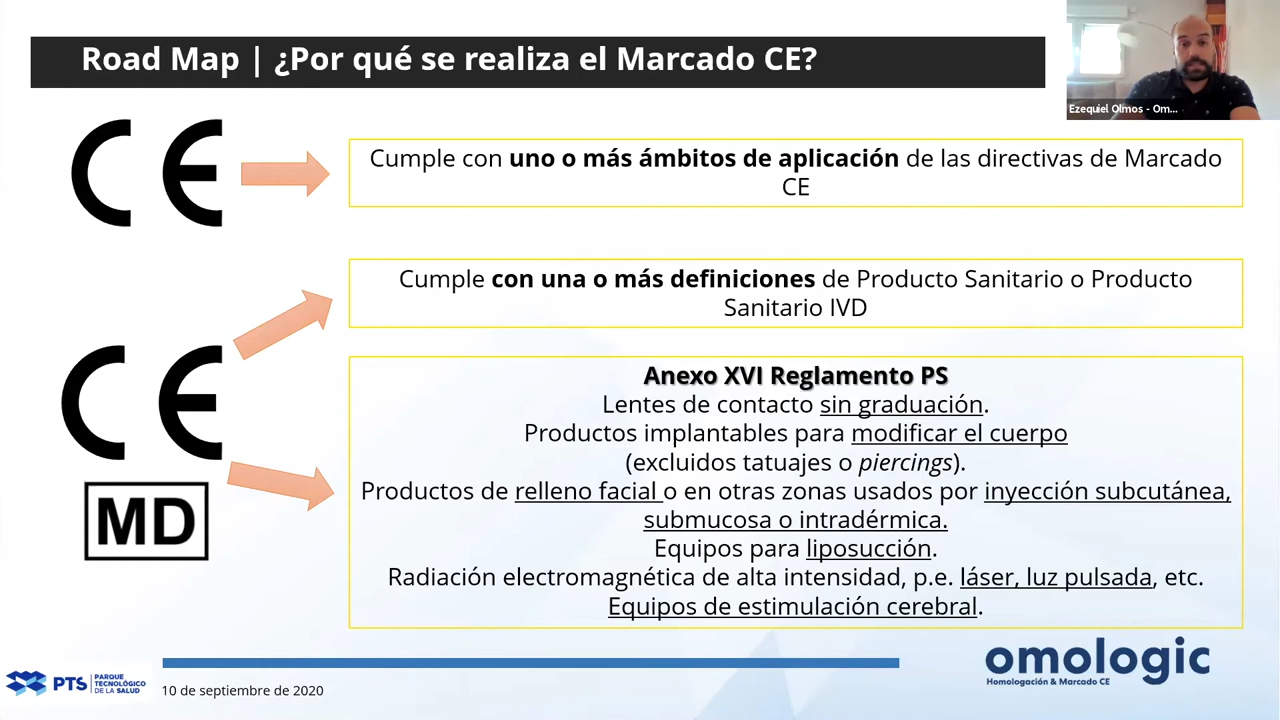 Road Map | ¿Por qué se realiza el Marcado CE?
Ezequiel Olmos - Om...
CE
Cumple con uno o más ámbitos de aplicación de las directivas de Marcado
CE
Cumple con una o más definiciones de Producto Sanitario o Producto
Sanitario IVD
CE
MD
Anexo XVI Reglamento PS
Lentes de contacto sin graduación.
Productos implantables para modificar el cuerpo
(excluidos tatuajes o piercings).
Productos de relleno facial o en otras zonas usados por inyección subcutánea,
submucosa o intradérmica.
Equipos para liposucción.
Radiación electromagnética de alta intensidad, p.e. láser, luz pulsada, etc.
Equipos de estimulación cerebral.
PTS
PARQUE
TECNOLÓGICO
DE LA SALUD
10 de septiembre de 2020
omologic
Homologación & Marcado CE